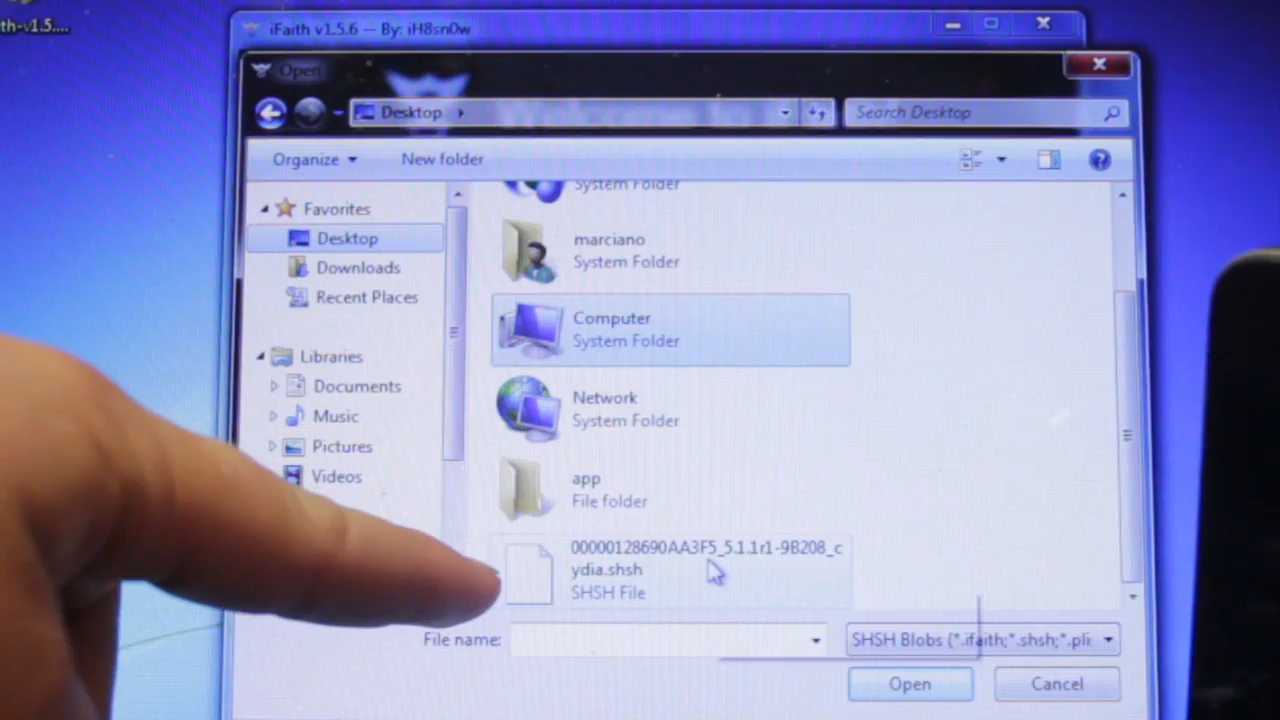 th-v1.5....
iFaith v1.5.6 -- By: iH8sn0w
Open
Desktop
Search Desktop
Organize
New folder
Favorites
Desktop
Downloads
Recent Places
Libraries
Documents
Music
Pictures
Videos
System Folder
marciano
System Folder
Computer
System Folder
Network
System Folder
app
File folder
00000128690AA3F5_5.1.1r1-9B208_c
ydia.shsh
SHSH File
File name:
SHSH Blobs (*.ifaith;*.shsh;*.pli
Open
Cancel